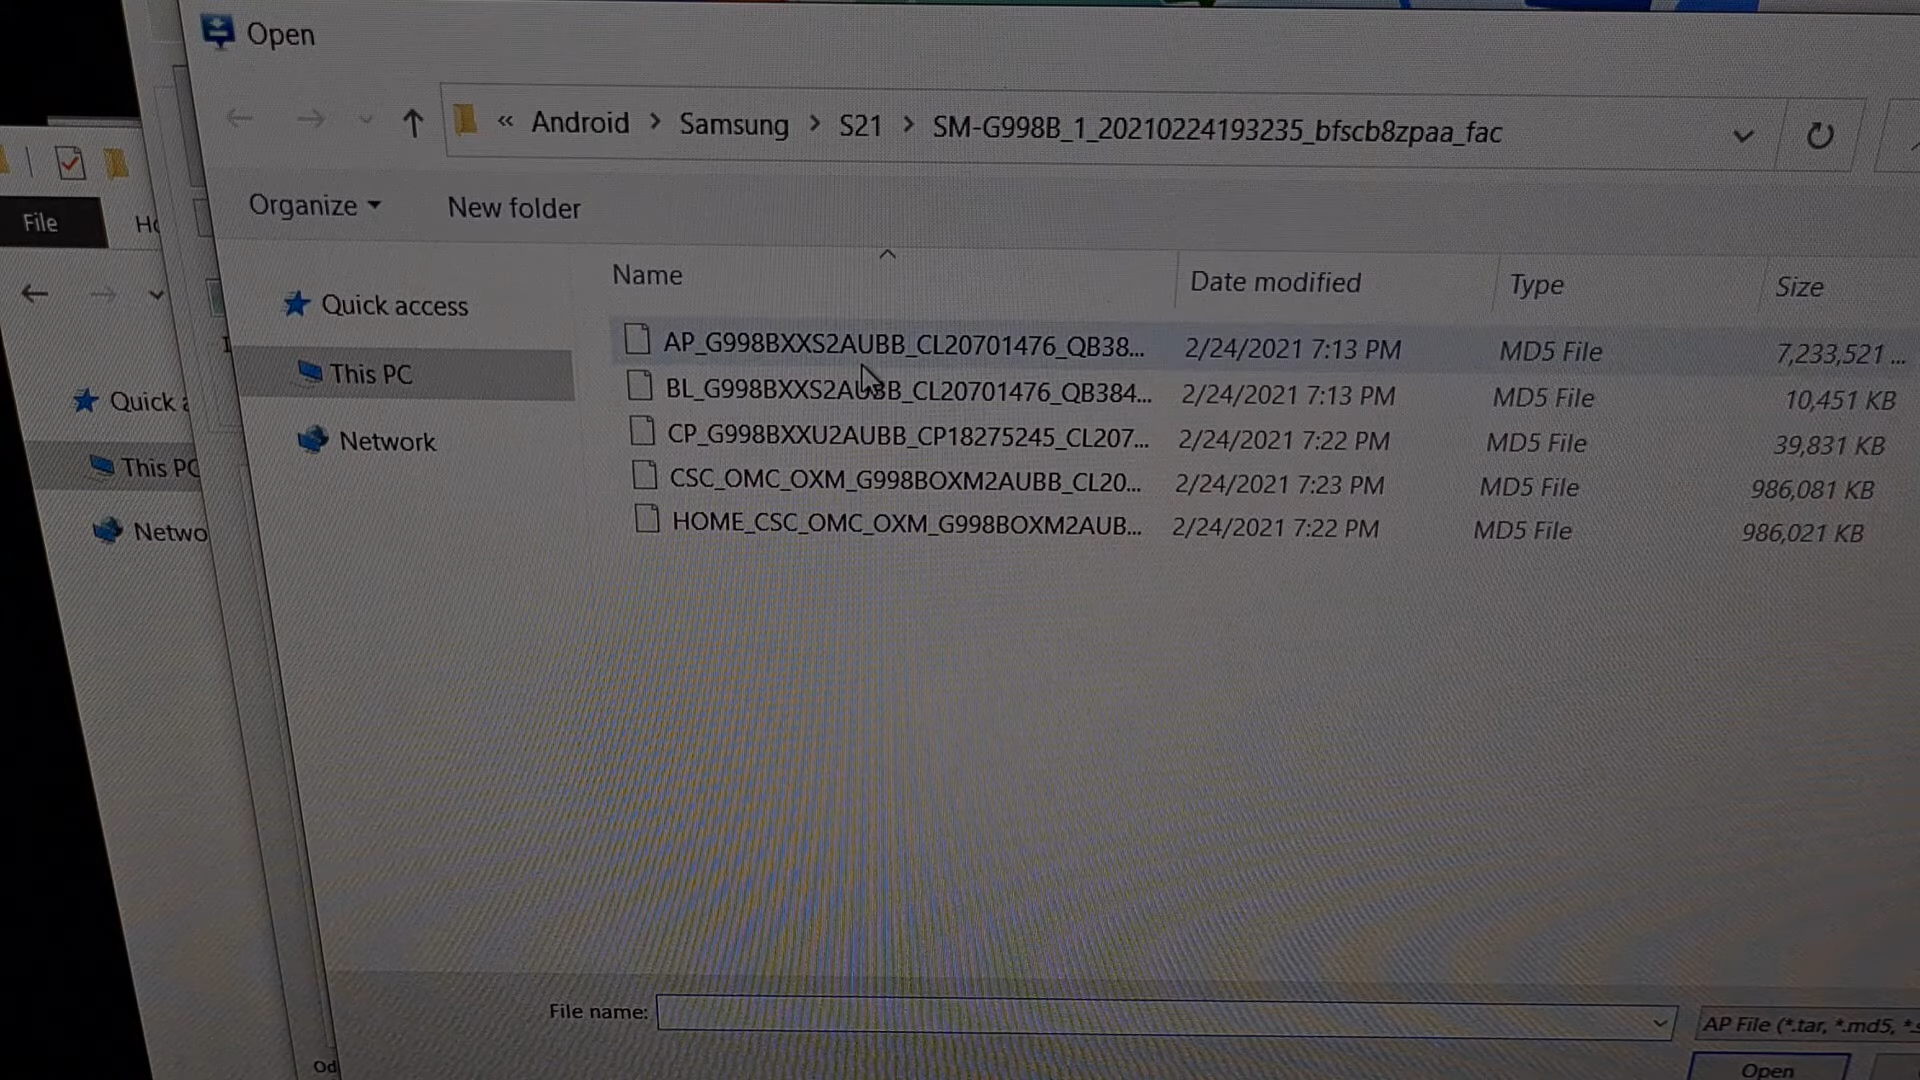 Open
« Android > Samsung > S21 > SM-G998B_1_20210224193235_bfscb8zpaa_fac
Organize New folder
Name Date modified Type Size
Quick access
This PC
Network
AP_G998BXXS2AUBB_CL20701476_QB38... 2/24/2021 7:13 PM MD5 File 7,233,521 ...
BL_G998BXXS2AUBB_CL20701476_QB384... 2/24/2021 7:13 PM MD5 File 10,451 KB
CP_G998BXXU2AUBB_CP18275245_CL207... 2/24/2021 7:22 PM MD5 File 39,831 KB
CSC_OMC_OXM_G998BOXM2AUBB_CL20... 2/24/2021 7:23 PM MD5 File 986,081 KB
HOME_CSC_OMC_OXM_G998BOXM2AUB... 2/24/2021 7:22 PM MD5 File 986,021 KB
File name:
AP File (*.tar, *.md5, *.s
Open
File
Ho
Quick a
This PC
Netwo
Od